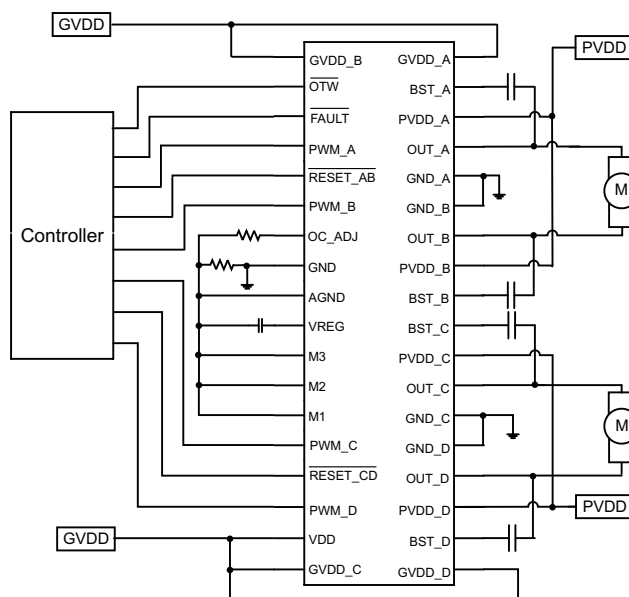 GVDD
PVDD
GVDD_B
GVDD_A
OTW
BST_A
FAULT
PVDD_A
PWM_A
OUT_A
RESET_AB
GND_A
M
PWM_B
GND_B
Controller
OC_ADJ
OUT_B
GND
PVDD_B
AGND
BST_B
VREG
BST_C
M3
PVDD_C
M2
OUT_C
M1
GND_C
M
PWM_C
GND_D
RESET_CD
OUT_D
PWM_D
PVDD_D
PVDD
GVDD
VDD
BST_D
GVDD_C
GVDD_D